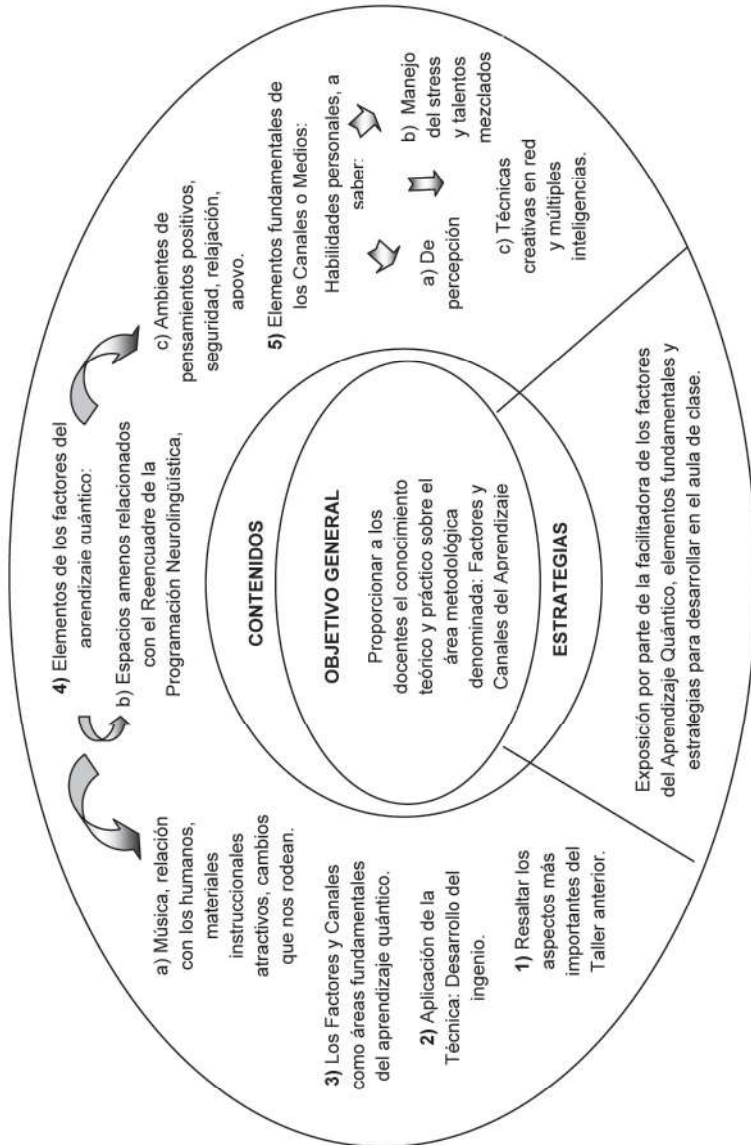 4) Elementos de los factores del
aprendizaje quántico:
a) Música, relación
con los humanos,
materiales
instruccionales
atractivos, cambios
que nos rodean.
b) Espacios amenos relacionados
con el Reencuadre de la
Programación Neurolingüística,
c) Ambientes de
pensamientos positivos,
seguridad, relajación,
apoyo.
3) Los Factores y Canales
como áreas fundamentales
del aprendizaje quántico.
2) Aplicación de la
Técnica: Desarrollo del
ingenio.
1) Resaltar los
aspectos más
importantes del
Taller anterior.
5) Elementos fundamentales de
los Canales o Medios:
Habilidades personales, a
saber:
a) De
percepción
b) Manejo
del stress
y talentos
mezclados
c) Técnicas
creativas en red
y múltiples
inteligencias.
CONTENIDOS
OBJETIVO GENERAL
Proporcionar a los
docentes el conocimiento
teórico y práctico sobre el
área metodológica
denominada: Factores y
Canales del Aprendizaje
ESTRATEGIAS
Exposición por parte de la facilitadora de los factores
del Aprendizaje Quántico, elementos fundamentales y
estrategias para desarrollar en el aula de clase.